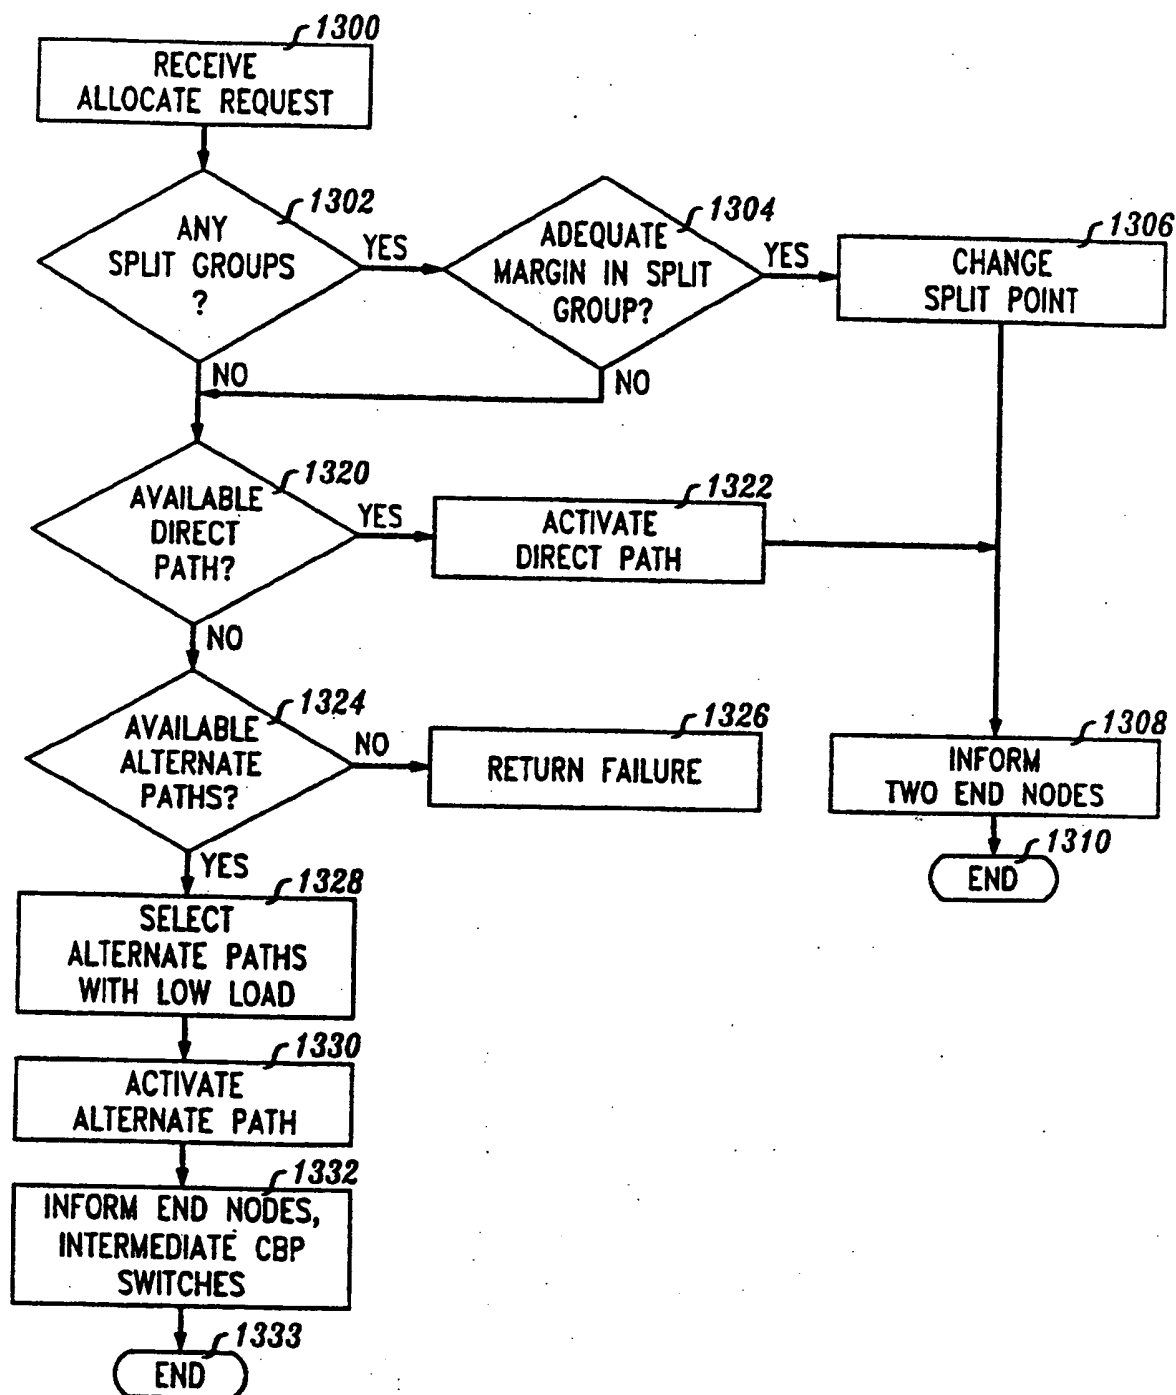 1300
RECEIVE
ALLOCATE REQUEST
1302
ANY
SPLIT GROUPS
?
YES
NO
1304
ADEQUATE
MARGIN IN SPLIT
GROUP?
YES
NO
1306
CHANGE
SPLIT POINT
1320
AVAILABLE
DIRECT
PATH?
YES
NO
1322
ACTIVATE
DIRECT PATH
1324
AVAILABLE
ALTERNATE
PATHS?
NO
YES
1326
RETURN FAILURE
1308
INFORM
TWO END NODES
1310
END
1328
SELECT
ALTERNATE PATHS
WITH LOW LOAD
1330
ACTIVATE
ALTERNATE PATH
1332
INFORM END NODES,
INTERMEDIATE CBP
SWITCHES
1333
END